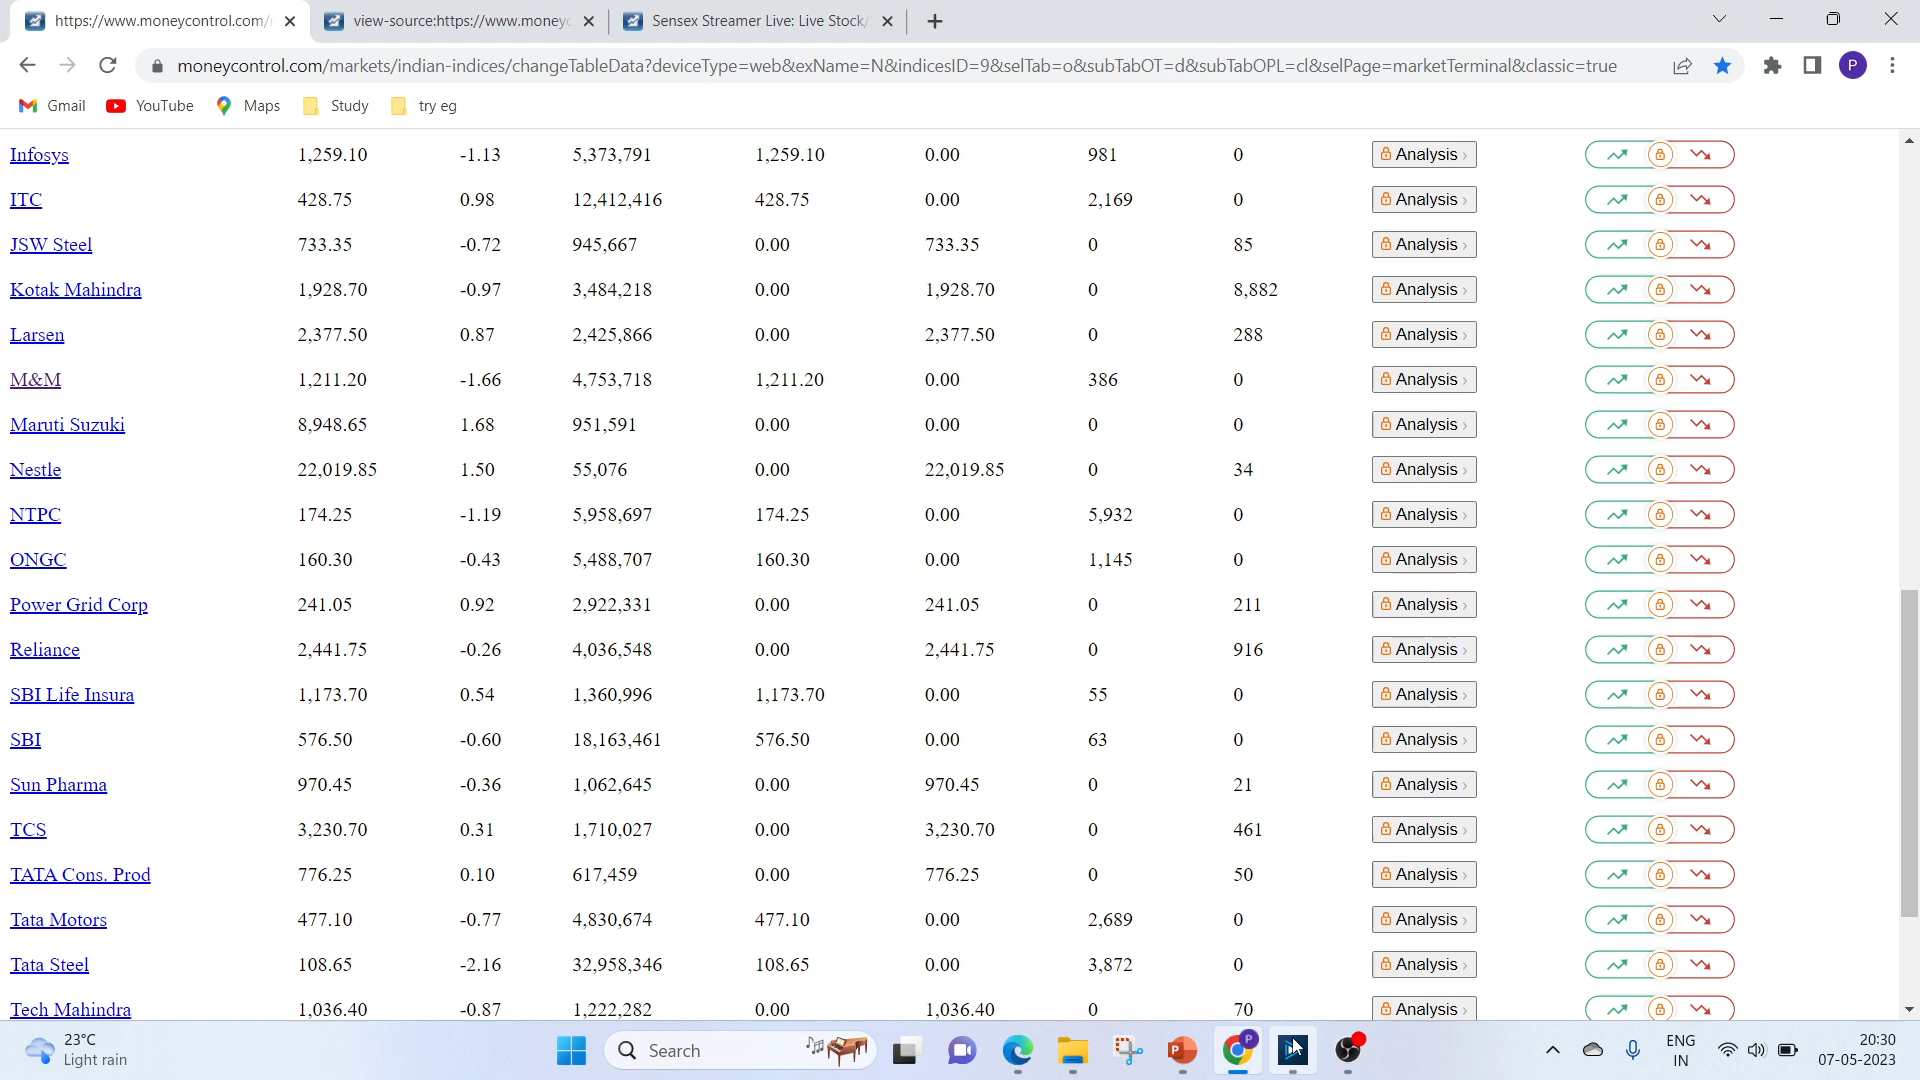 https://www.moneycontrol.com/ view-source:https://www.moneyc Sensex Streamer Live: Live Stock/
moneycontrol.com/markets/indian-indices/changeTableData?deviceType=web&exName=N&indicesID=9&selTab=o&subTabOT=d&subTabOPL=cl&selPage=marketTerminal&classic=true P
Gmail YouTube Maps Study try eg
Infosys 1,259.10 -1.13 5,373,791 1,259.10 0.00 981 0 Analysis ›
ITC 428.75 0.98 12,412,416 428.75 0.00 2,169 0 Analysis ›
JSW Steel 733.35 -0.72 945,667 0.00 733.35 0 85 Analysis ›
Kotak Mahindra 1,928.70 -0.97 3,484,218 0.00 1,928.70 0 8,882 Analysis ›
Larsen 2,377.50 0.87 2,425,866 0.00 2,377.50 0 288 Analysis ›
M&M 1,211.20 -1.66 4,753,718 1,211.20 0.00 386 0 Analysis ›
Maruti Suzuki 8,948.65 1.68 951,591 0.00 0.00 0 0 Analysis ›
Nestle 22,019.85 1.50 55,076 0.00 22,019.85 0 34 Analysis ›
NTPC 174.25 -1.19 5,958,697 174.25 0.00 5,932 0 Analysis ›
ONGC 160.30 -0.43 5,488,707 160.30 0.00 1,145 0 Analysis ›
Power Grid Corp 241.05 0.92 2,922,331 0.00 241.05 0 211 Analysis ›
Reliance 2,441.75 -0.26 4,036,548 0.00 2,441.75 0 916 Analysis ›
SBI Life Insura 1,173.70 0.54 1,360,996 1,173.70 0.00 55 0 Analysis ›
SBI 576.50 -0.60 18,163,461 576.50 0.00 63 0 Analysis ›
Sun Pharma 970.45 -0.36 1,062,645 0.00 970.45 0 21 Analysis ›
TCS 3,230.70 0.31 1,710,027 0.00 3,230.70 0 461 Analysis ›
TATA Cons. Prod 776.25 0.10 617,459 0.00 776.25 0 50 Analysis ›
Tata Motors 477.10 -0.77 4,830,674 477.10 0.00 2,689 0 Analysis ›
Tata Steel 108.65 -2.16 32,958,346 108.65 0.00 3,872 0 Analysis ›
Tech Mahindra 1,036.40 -0.87 1,222,282 0.00 1,036.40 0 70 Analysis ›
23°C
Light rain
Search
P
P
ENG
IN
20:30
07-05-2023